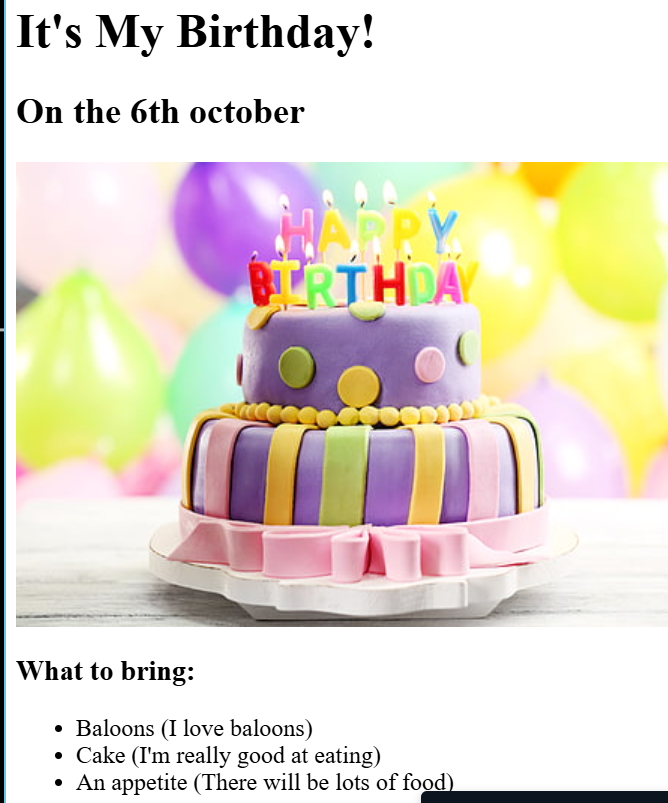 It's My Birthday!
On the 6th october
HAPPY
BIRTHDAY
What to bring:
Baloons (I love baloons)
Cake (I'm really good at eating)
An appetite (There will be lots of food)